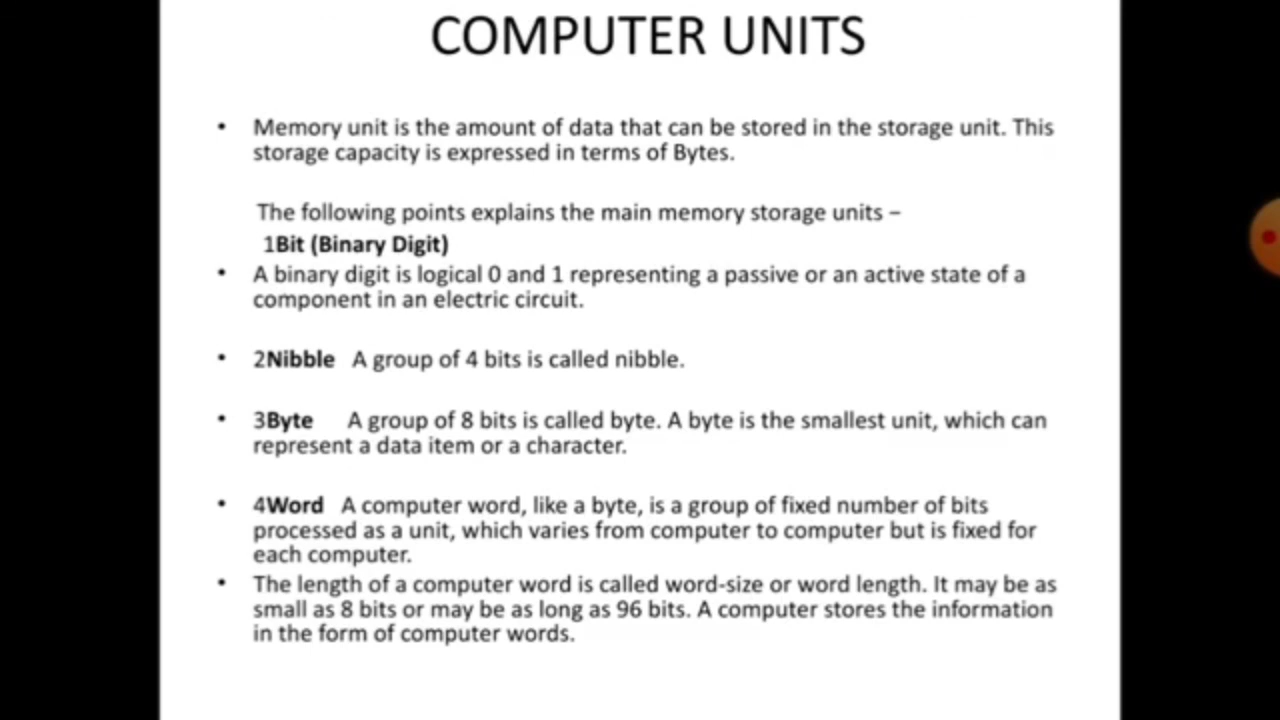 COMPUTER UNITS
• Memory unit is the amount of data that can be stored in the storage unit. This
storage capacity is expressed in terms of Bytes.
The following points explains the main memory storage units –
1Bit (Binary Digit)
• A binary digit is logical 0 and 1 representing a passive or an active state of a
component in an electric circuit.
• 2Nibble A group of 4 bits is called nibble.
• 3Byte A group of 8 bits is called byte. A byte is the smallest unit, which can
represent a data item or a character.
• 4Word A computer word, like a byte, is a group of fixed number of bits
processed as a unit, which varies from computer to computer but is fixed for
each computer.
• The length of a computer word is called word-size or word length. It may be as
small as 8 bits or may be as long as 96 bits. A computer stores the information
in the form of computer words.